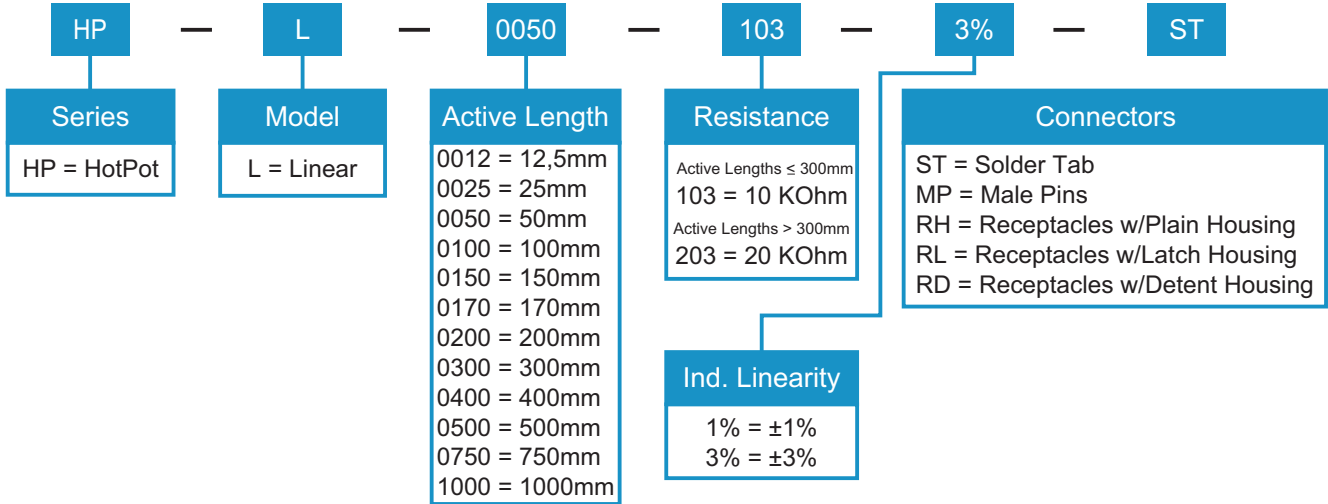 HP — L — 0050 — 103 — 3% — ST
Series
HP = HotPot
Model
L = Linear
Active Length
0012 = 12,5mm
0025 = 25mm
0050 = 50mm
0100 = 100mm
0150 = 150mm
0170 = 170mm
0200 = 200mm
0300 = 300mm
0400 = 400mm
0500 = 500mm
0750 = 750mm
1000 = 1000mm
Resistance
Active Lengths ≤ 300mm
103 = 10 KOhm
Active Lengths > 300mm
203 = 20 KOhm
Ind. Linearity
1% = ±1%
3% = ±3%
Connectors
ST = Solder Tab
MP = Male Pins
RH = Receptacles w/Plain Housing
RL = Receptacles w/Latch Housing
RD = Receptacles w/Detent Housing